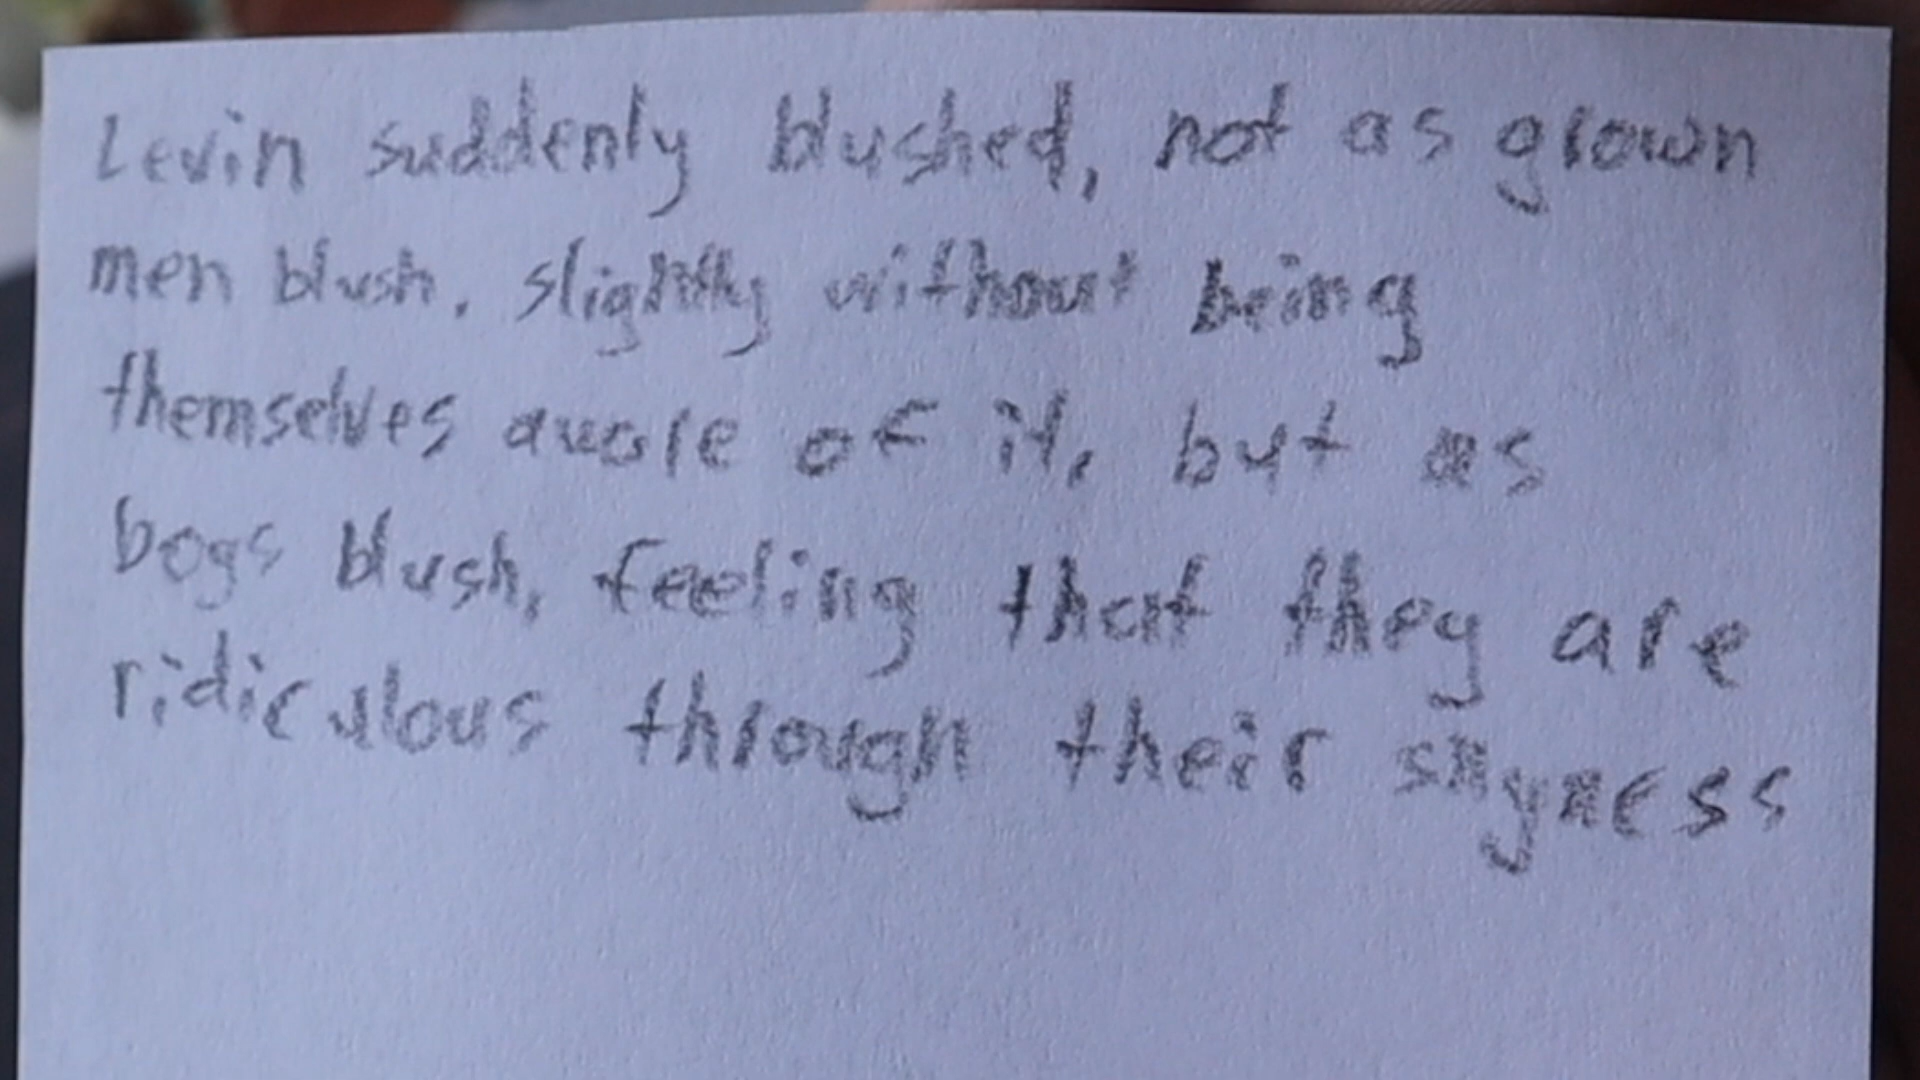 Levin suddenly blushed, not as grown
men blush, slightly without being
themselves aware of it, but as
boys blush, feeling that they are
ridiculous through their shyness